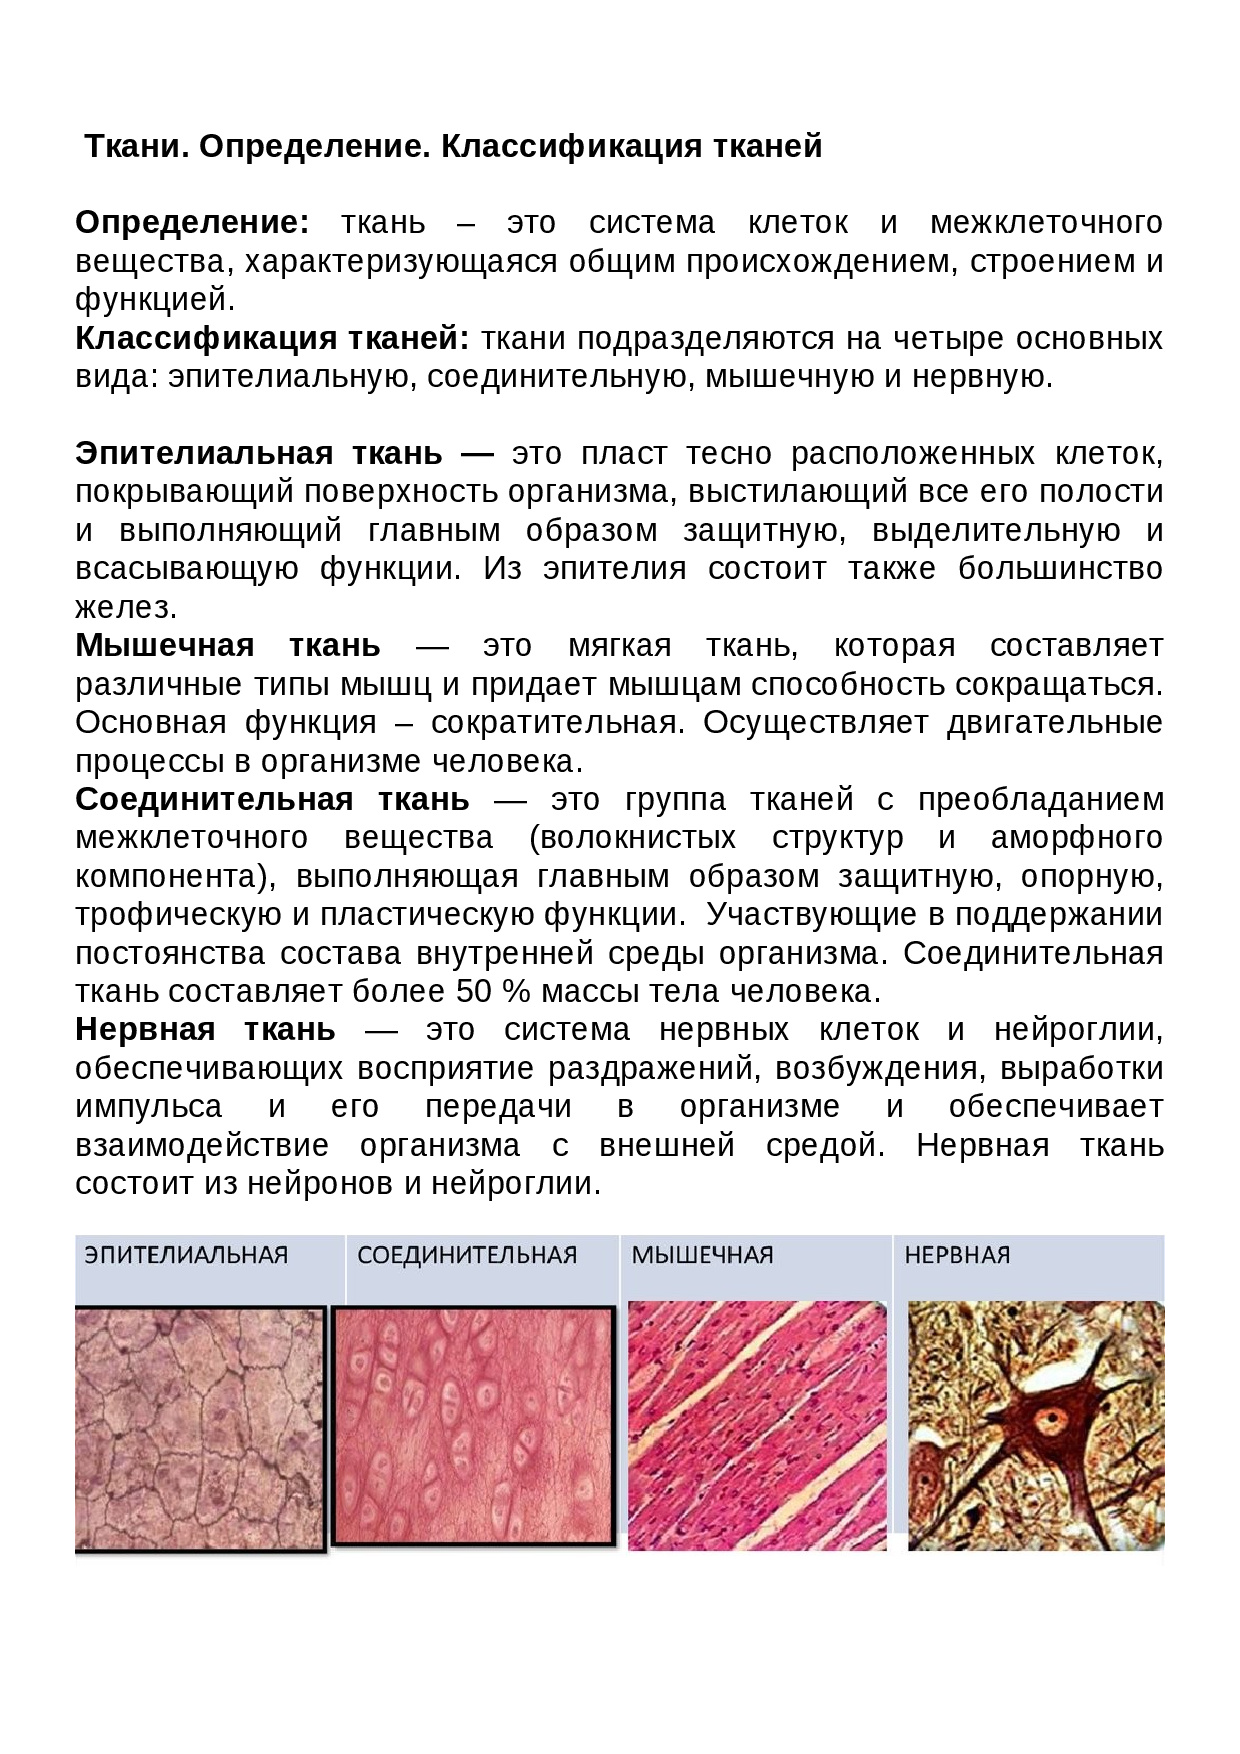 Ткани. Определение. Классификация тканей
Определение: ткань – это система клеток и межклеточного
вещества, характеризующаяся общим происхождением, строением и
функцией.
Классификация тканей: ткани подразделяются на четыре основных
вида: эпителиальную, соединительную, мышечную и нервную.
Эпителиальная ткань — это пласт тесно расположенных клеток,
покрывающий поверхность организма, выстилающий все его полости
и выполняющий главным образом защитную, выделительную и
всасывающую функции. Из эпителия состоит также большинство
желез.
Мышечная ткань — это мягкая ткань, которая составляет
различные типы мышц и придает мышцам способность сокращаться.
Основная функция – сократительная. Осуществляет двигательные
процессы в организме человека.
Соединительная ткань — это группа тканей с преобладанием
межклеточного вещества (волокнистых структур и аморфного
компонента), выполняющая главным образом защитную, опорную,
трофическую и пластическую функции. Участвующие в поддержании
постоянства состава внутренней среды организма. Соединительная
ткань составляет более 50 % массы тела человека.
Нервная ткань — это система нервных клеток и нейроглии,
обеспечивающих восприятие раздражений, возбуждения, выработки
импульса и его передачи в организме и обеспечивает
взаимодействие организма с внешней средой. Нервная ткань
состоит из нейронов и нейроглии.
ЭПИТЕЛИАЛЬНАЯ СОЕДИНИТЕЛЬНАЯ МЫШЕЧНАЯ НЕРВНАЯ